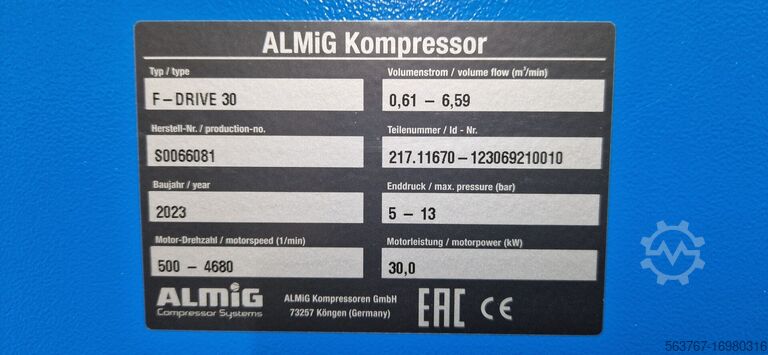 ALMiG Kompressor
Typ / type
F-DRIVE 30
Herstell-Nr. / production-no.
S0066081
Baujahr / year
2023
Motor-Drehzahl / motorspeed (1/min)
500 - 4680
Volumenstrom / volume flow (m³/min)
0,61 - 6,59
Teilenummer / Id - Nr.
217.11670-123069210010
Enddruck / max. pressure (bar)
5 - 13
Motorleistung / motorpower (kW)
30,0
ALMiG
Compressor Systems
ALMiG Kompressoren GmbH
73257 Köngen (Germany)
EAC CE
563767-16980316